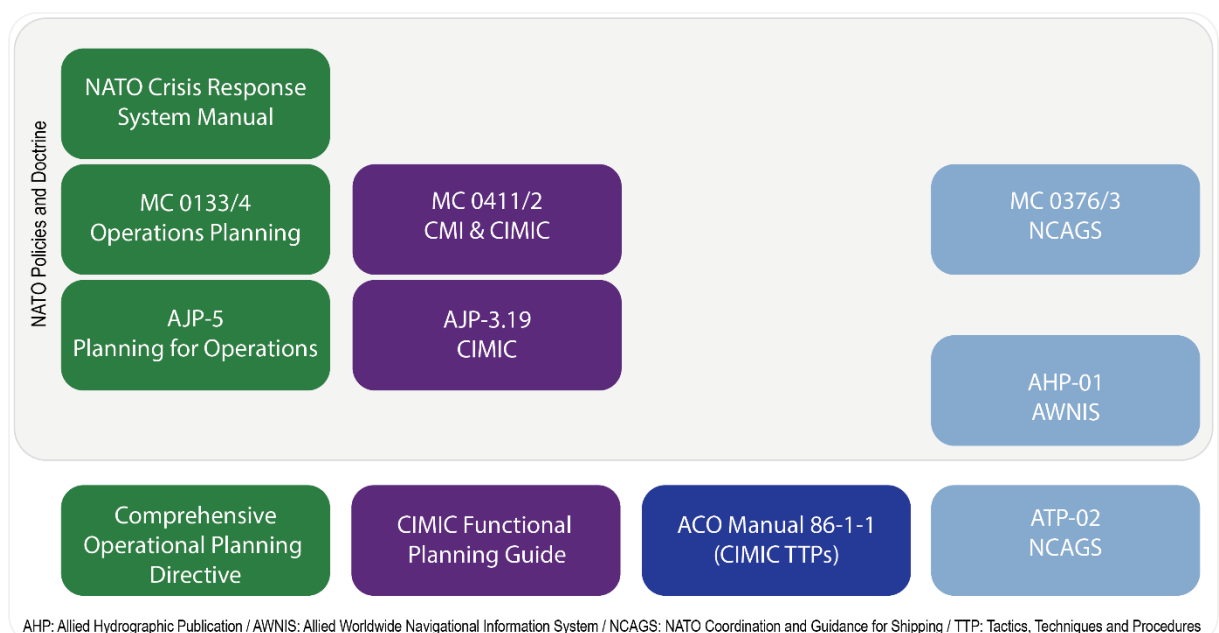 NATO Policies and Doctrine
NATO Crisis Response
System Manual
MC 0133/4
Operations Planning
MC 0411/2
CMI & CIMIC
MC 0376/3
NCAGS
AJP-5
Planning for Operations
AJP-3.19
CIMIC
AHP-01
AWNIS
Comprehensive
Operational Planning
Directive
CIMIC Functional
Planning Guide
ACO Manual 86-1-1
(CIMIC TTPs)
ATP-02
NCAGS
AHP: Allied Hydrographic Publication / AWNIS: Allied Worldwide Navigational Information System / NCAGS: NATO Coordination and Guidance for Shipping / TTP: Tactics, Techniques and Procedures